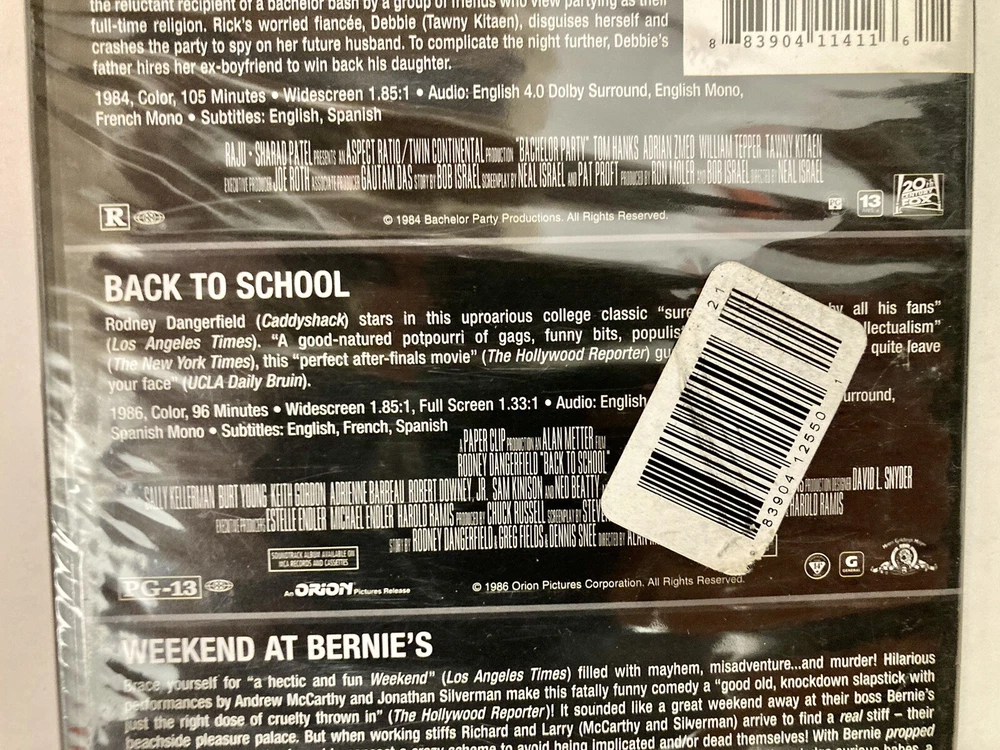 the reluctant recipient of a bachelor bash by a group of friends who view partying as their
full-time religion. Rick's worried fiancée, Debbie (Tawny Kitaen), disguises herself and
crashes the party to spy on her future husband. To complicate the night further, Debbie's
father hires her ex-boyfriend to win back his daughter.
8 83904 11411 6
1984, Color, 105 Minutes • Widescreen 1.85:1 • Audio: English 4.0 Dolby Surround, English Mono,
French Mono • Subtitles: English, Spanish
RAJU • SHARAD PATEL PRESENTS AN ASPECT RATIO/TWIN CONTINENTAL PRODUCTION "BACHELOR PARTY" TOM HANKS ADRIAN ZMED WILLIAM TEPPER TAWNY KITAEN
EXECUTIVE PRODUCER JOE ROTH ASSOCIATE PRODUCER GAUTAM DAS STORY BY BOB ISRAEL SCREENPLAY BY NEAL ISRAEL AND PAT PROFT PRODUCED BY RON MOLER AND BOB ISRAEL DIRECTED BY NEAL ISRAEL
R
© 1984 Bachelor Party Productions. All Rights Reserved.
PG
13
20th CENTURY FOX
BACK TO SCHOOL
Rodney Dangerfield (Caddyshack) stars in this uproarious college classic "sure by all his fans"
(Los Angeles Times). "A good-natured potpourri of gags, funny bits, populis llectualism"
(The New York Times), this "perfect after-finals movie" (The Hollywood Reporter) gu quite leave
your face" (UCLA Daily Bruin).
1986, Color, 96 Minutes • Widescreen 1.85:1, Full Screen 1.33:1 • Audio: English urround,
Spanish Mono • Subtitles: English, French, Spanish
21
83904 12550 1
A PAPER CLIP PRODUCTION AN ALAN METTER FILM
RODNEY DANGERFIELD "BACK TO SCHOOL"
SALLY KELLERMAN BURT YOUNG KEITH GORDON ADRIENNE BARBEAU ROBERT DOWNEY, JR. SAM KINISON AND NED BEATTY PRODUCTION DESIGNER DAVID L. SNYDER
EXECUTIVE PRODUCERS ESTELLE ENDLER MICHAEL ENDLER HAROLD RAMIS PRODUCED BY CHUCK RUSSELL SCREENPLAY BY STEVE HAROLD RAMIS
STORY BY RODNEY DANGERFIELD & GREG FIELDS & DENNIS SNEE DIRECTED BY ALAN
SOUNDTRACK ALBUM AVAILABLE ON
MCA RECORDS AND CASSETTES
PG-13
An ORION Pictures Release
© 1986 Orion Pictures Corporation. All Rights Reserved.
G
GENERAL
WEEKEND AT BERNIE'S
Brace yourself for "a hectic and fun Weekend" (Los Angeles Times) filled with mayhem, misadventure...and murder! Hilarious
performances by Andrew McCarthy and Jonathan Silverman make this fatally funny comedy a "good old, knockdown slapstick with
just the right dose of cruelty thrown in" (The Hollywood Reporter)! It sounded like a great weekend away at their boss Bernie's
beachside pleasure palace. But when working stiffs Richard and Larry (McCarthy and Silverman) arrive to find a real stiff – their
crazy scheme to avoid being implicated and/or dead themselves! With Bernie propped